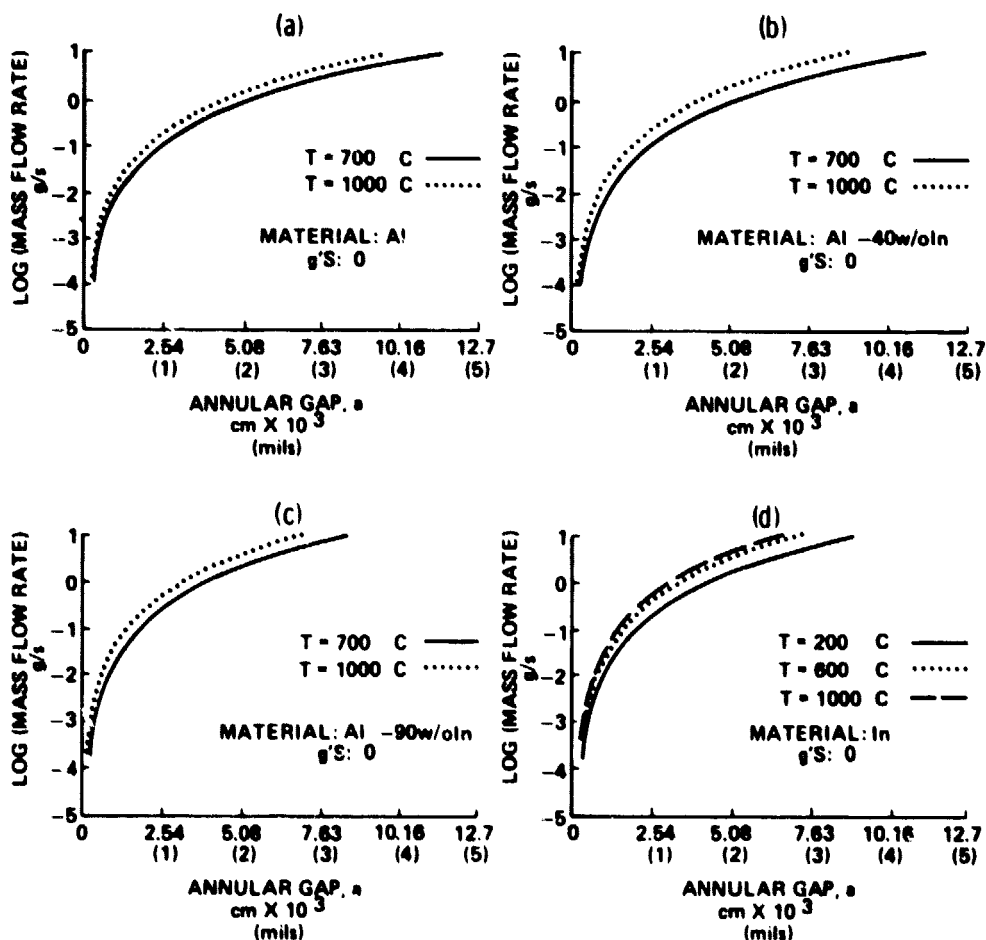 (a)
LOG (MASS FLOW RATE)
g/s
1
0
−1
−2
−3
−4
−5
T = 700 C
T = 1000 C
MATERIAL: Al
g'S: 0
0 2.54 5.08 7.63 10.16 12.7
(1) (2) (3) (4) (5)
ANNULAR GAP, a
cm X 10 3
(mils)
(b)
LOG (MASS FLOW RATE)
g/s
1
0
−1
−2
−3
−4
−5
T = 700 C
T = 1000 C
MATERIAL: Al −40w/oIn
g'S: 0
0 2.54 5.08 7.63 10.16 12.7
(1) (2) (3) (4) (5)
ANNULAR GAP, a
cm X 10 3
(mils)
(c)
LOG (MASS FLOW RATE)
g/s
1
0
−1
−2
−3
−4
−5
T = 700 C
T = 1000 C
MATERIAL: Al −90w/oIn
g'S: 0
0 2.54 5.08 7.63 10.16 12.7
(1) (2) (3) (4) (5)
ANNULAR GAP, a
cm X 10 3
(mils)
(d)
LOG (MASS FLOW RATE)
g/s
1
0
−1
−2
−3
−4
−5
T = 200 C
T = 600 C
T = 1000 C
MATERIAL: In
g'S: 0
0 2.54 5.08 7.63 10.16 12.7
(1) (2) (3) (4) (5)
ANNULAR GAP, a
cm X 10 3
(mils)